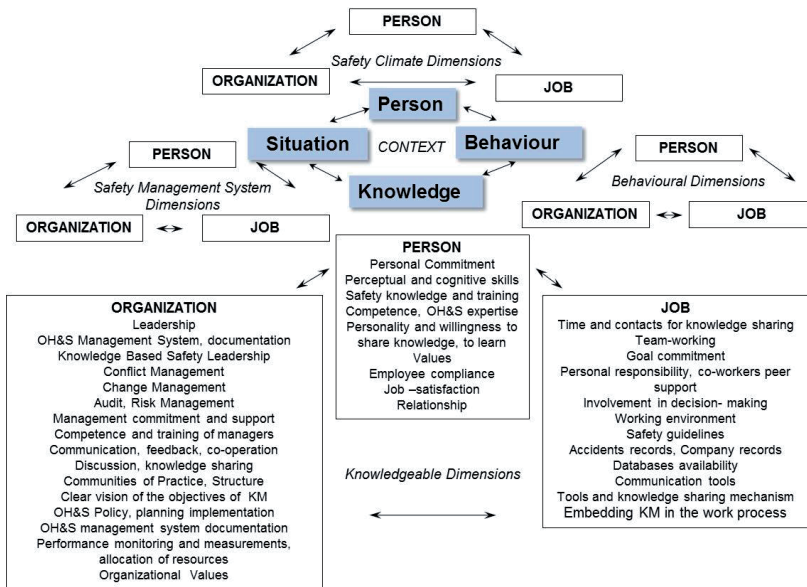 PERSON
Safety Climate Dimensions
ORGANIZATION
JOB
Person
Situation
CONTEXT
Behaviour
Knowledge
PERSON
Safety Management System
Dimensions
ORGANIZATION
JOB
PERSON
Behavioural Dimensions
ORGANIZATION
JOB
PERSON
Personal Commitment
Perceptual and cognitive skills
Safety knowledge and training
Competence, OH&S expertise
Personality and willingness to
share knowledge, to learn
Values
Employee compliance
Job –satisfaction
Relationship
ORGANIZATION
Leadership
OH&S Management System, documentation
Knowledge Based Safety Leadership
Conflict Management
Change Management
Audit, Risk Management
Management commitment and support
Competence and training of managers
Communication, feedback, co-operation
Discussion, knowledge sharing
Communities of Practice, Structure
Clear vision of the objectives of KM
OH&S Policy, planning implementation
OH&S management system documentation
Performance monitoring and measurements,
allocation of resources
Organizational Values
Knowledgeable Dimensions
JOB
Time and contacts for knowledge sharing
Team-working
Goal commitment
Personal responsibility, co-workers peer
support
Involvement in decision- making
Working environment
Safety guidelines
Accidents records, Company records
Databases availability
Communication tools
Tools and knowledge sharing mechanism
Embedding KM in the work process